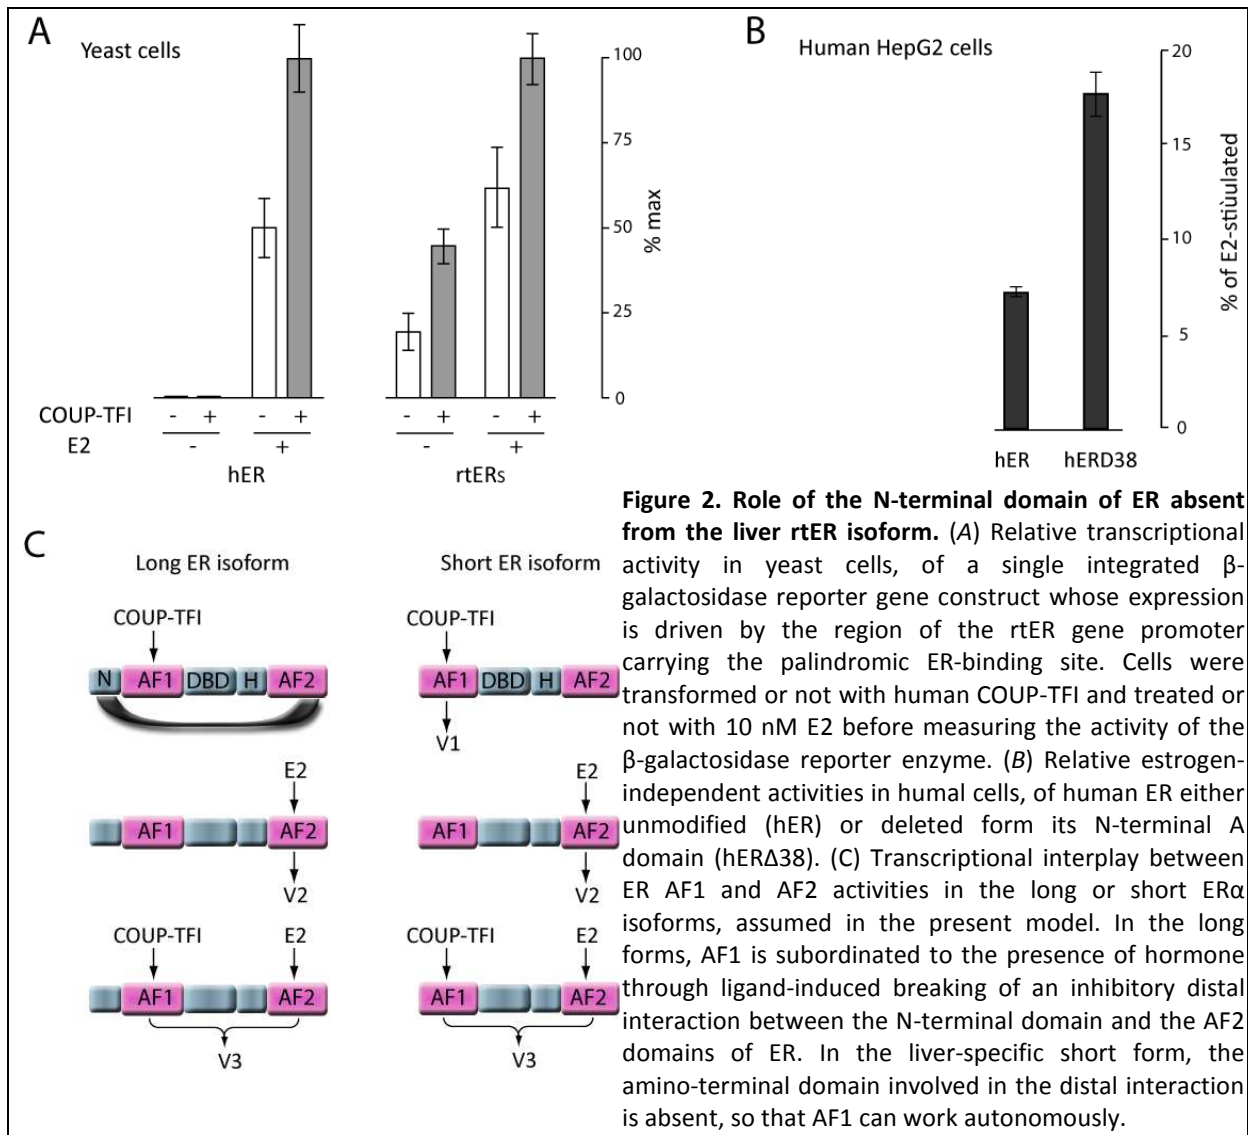 A
Yeast cells
100
75
50
25
0
% max
COUP-TFI - + - + - + - +
E2 - + - +
hER rtERs
B
Human HepG2 cells
20
15
10
5
0
% of E2-stiùulated
hER hERD38
C
Long ER isoform Short ER isoform
COUP-TFI COUP-TFI
N AF1 DBD H AF2 AF1 DBD H AF2
V1
E2 E2
AF1 AF2 AF1 AF2
V2 V2
COUP-TFI E2 COUP-TFI E2
AF1 AF2 AF1 AF2
V3 V3
Figure 2. Role of the N-terminal domain of ER absent
from the liver rtER isoform. (A) Relative transcriptional
activity in yeast cells, of a single integrated β-
galactosidase reporter gene construct whose expression
is driven by the region of the rtER gene promoter
carrying the palindromic ER-binding site. Cells were
transformed or not with human COUP-TFI and treated or
not with 10 nM E2 before measuring the activity of the
β-galactosidase reporter enzyme. (B) Relative estrogen-
independent activities in humal cells, of human ER either
unmodified (hER) or deleted form its N-terminal A
domain (hERΔ38). (C) Transcriptional interplay between
ER AF1 and AF2 activities in the long or short ERα
isoforms, assumed in the present model. In the long
forms, AF1 is subordinated to the presence of hormone
through ligand-induced breaking of an inhibitory distal
interaction between the N-terminal domain and the AF2
domains of ER. In the liver-specific short form, the
amino-terminal domain involved in the distal interaction
is absent, so that AF1 can work autonomously.